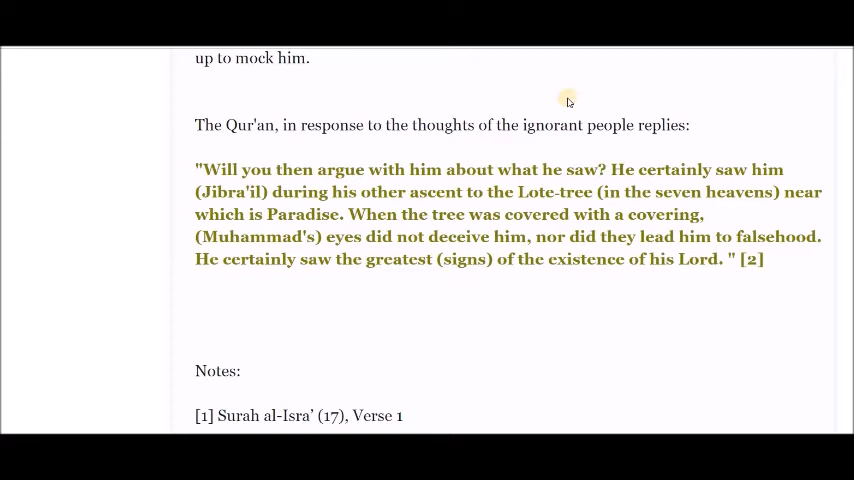 up to mock him.
The Qur'an, in response to the thoughts of the ignorant people replies:
"Will you then argue with him about what he saw? He certainly saw him
(Jibra'il) during his other ascent to the Lote-tree (in the seven heavens) near
which is Paradise. When the tree was covered with a covering,
(Muhammad's) eyes did not deceive him, nor did they lead him to falsehood.
He certainly saw the greatest (signs) of the existence of his Lord. " [2]
Notes:
[1] Surah al-Isra’ (17), Verse 1